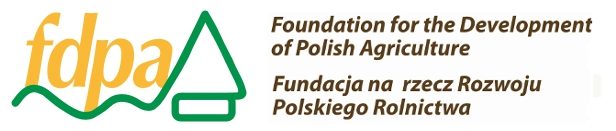 fdpa
Foundation for the Development
of Polish Agriculture
Fundacja na rzecz Rozwoju
Polskiego Rolnictwa